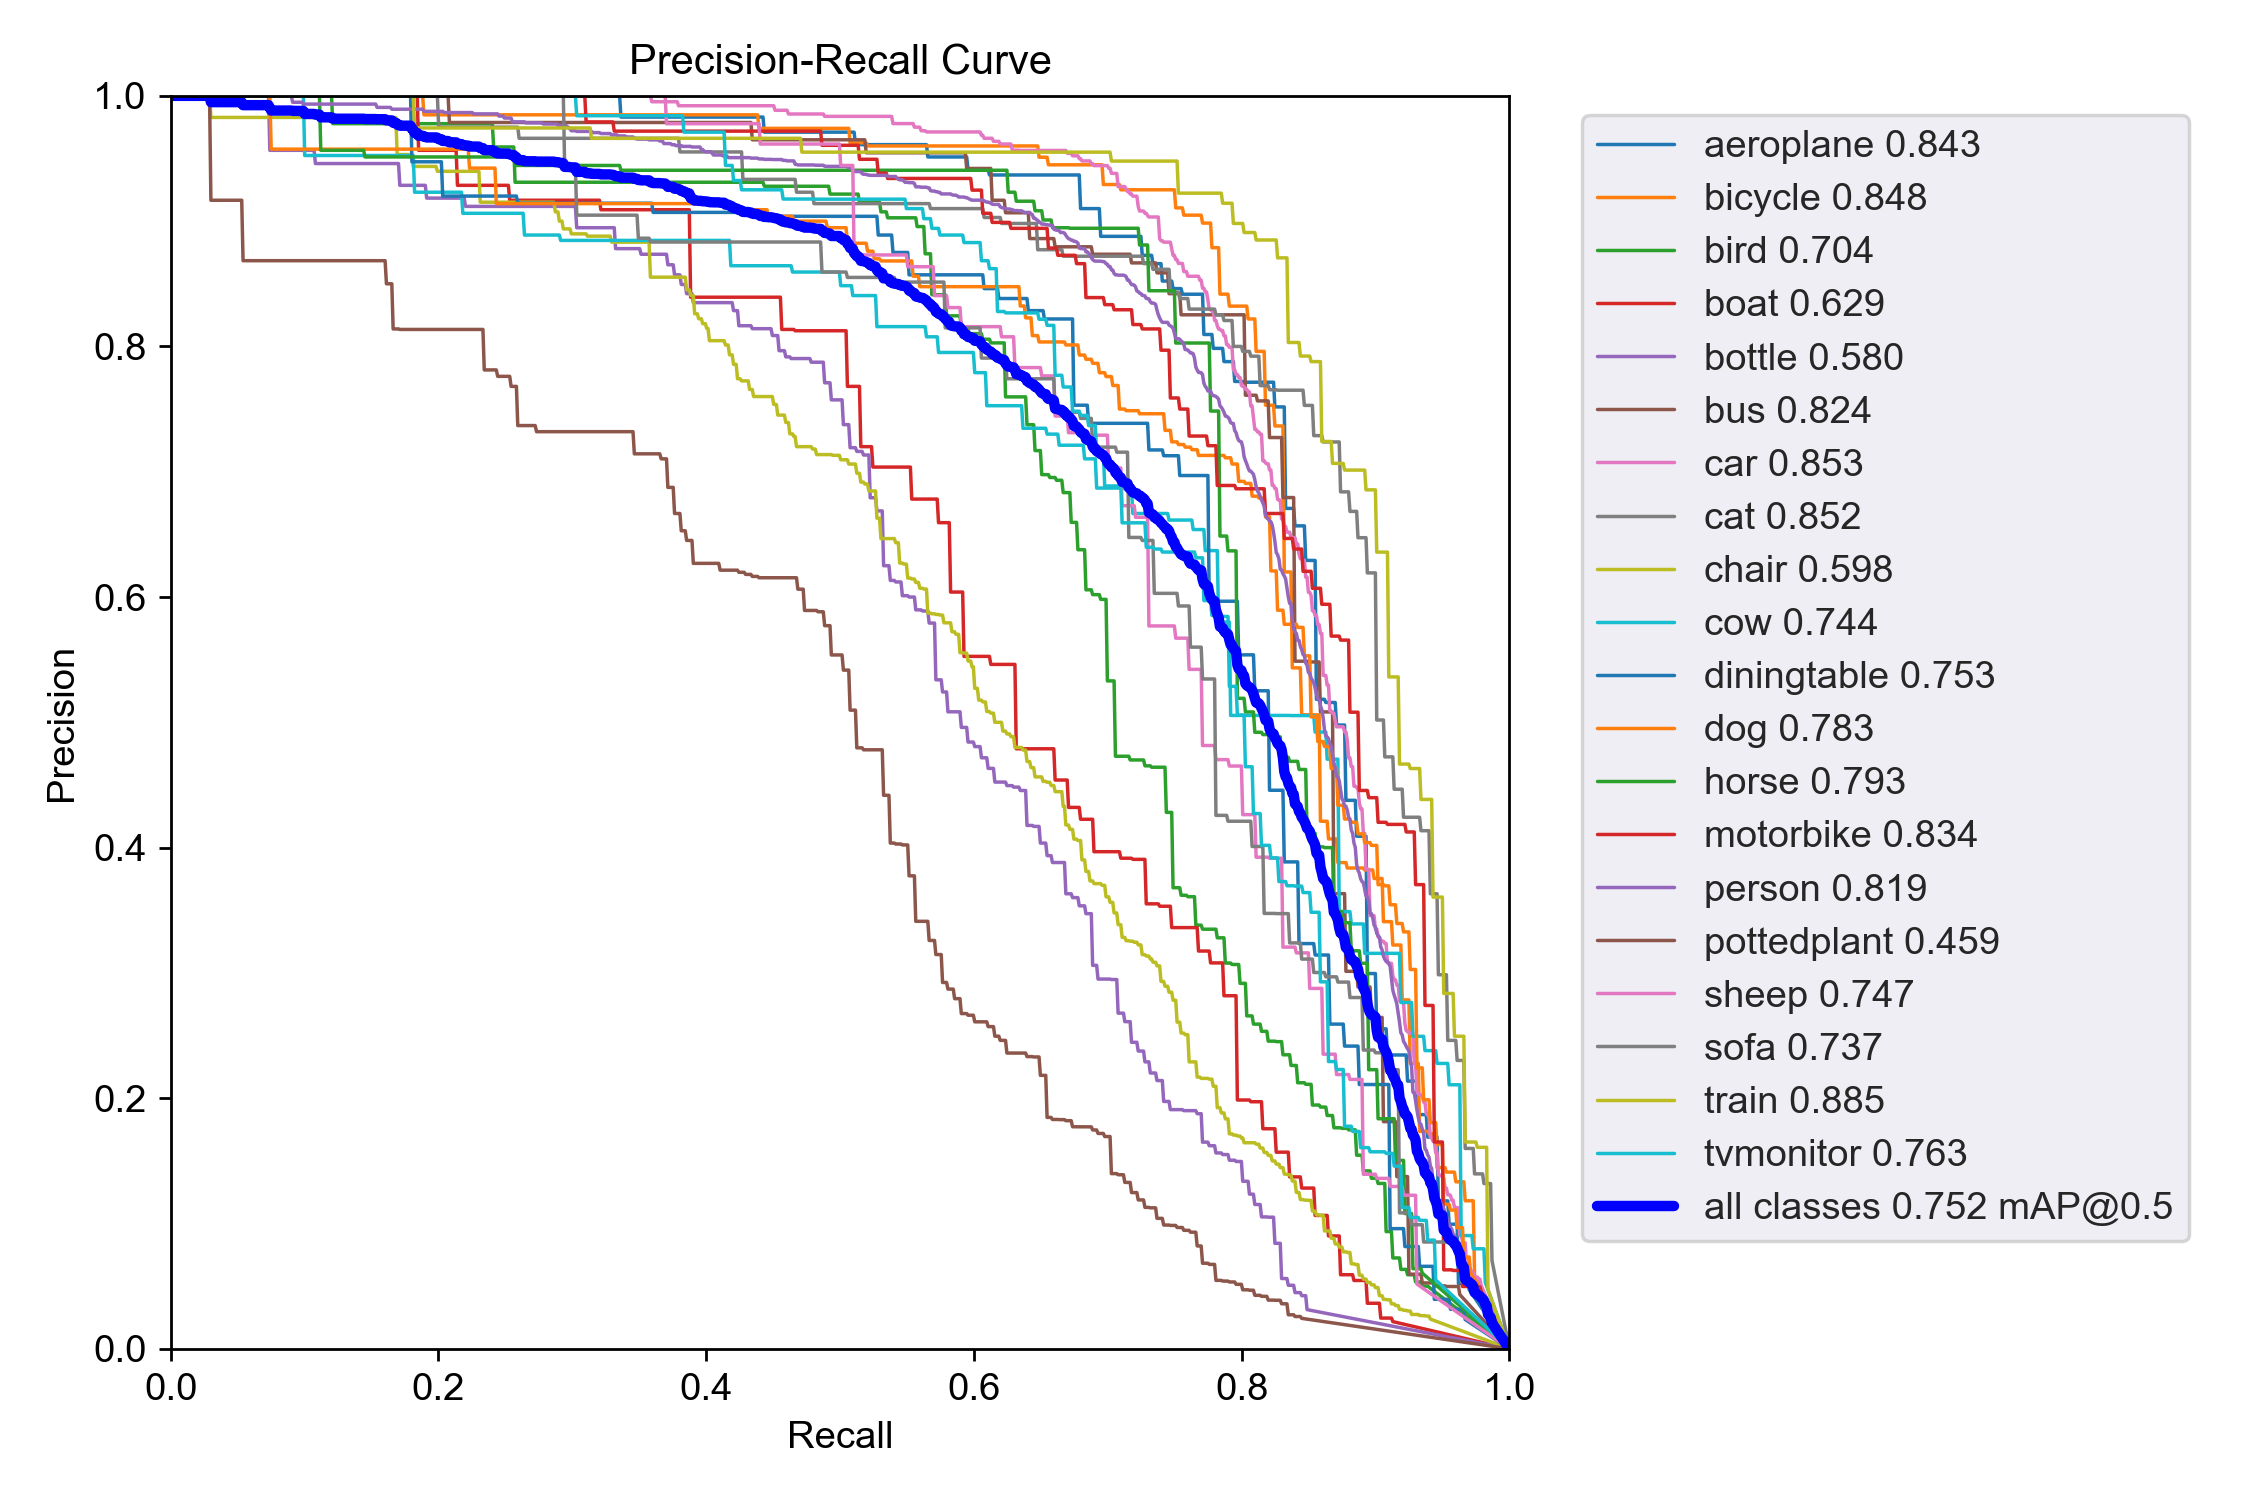 Precision-Recall Curve
1.0
0.8
0.6
0.4
0.2
0.0
Precision
0.0 0.2 0.4 0.6 0.8 1.0
Recall
aeroplane 0.843
bicycle 0.848
bird 0.704
boat 0.629
bottle 0.580
bus 0.824
car 0.853
cat 0.852
chair 0.598
cow 0.744
diningtable 0.753
dog 0.783
horse 0.793
motorbike 0.834
person 0.819
pottedplant 0.459
sheep 0.747
sofa 0.737
train 0.885
tvmonitor 0.763
all classes 0.752 mAP@0.5